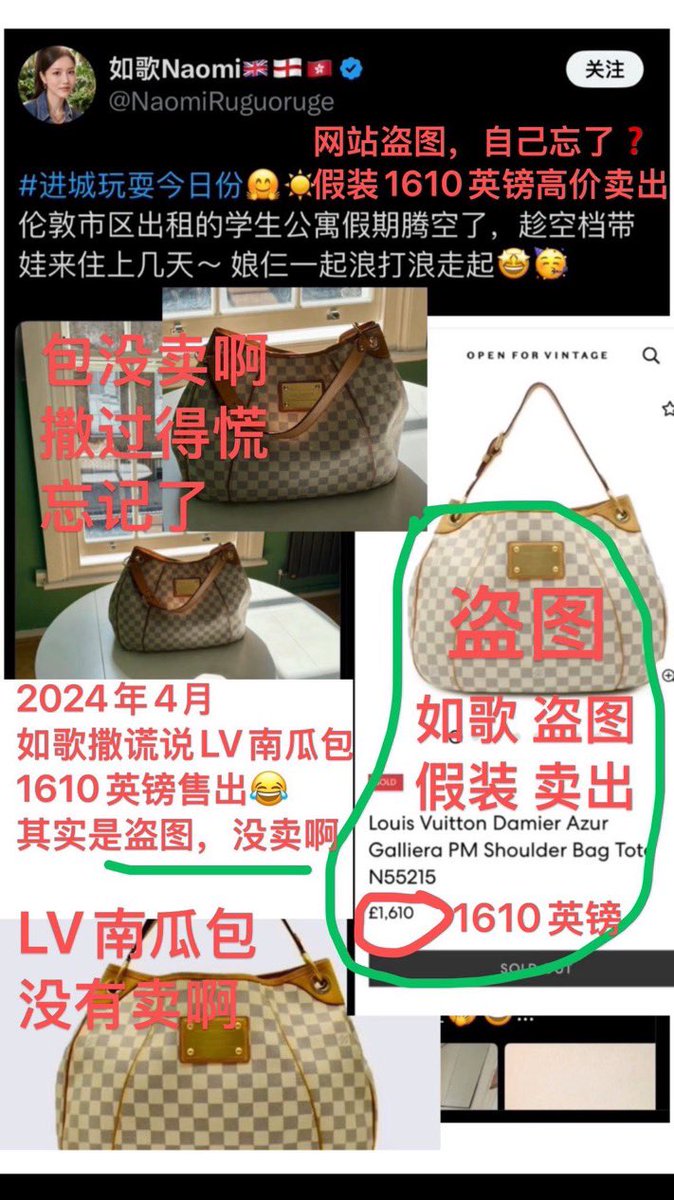 如歌Naomi🇬🇧🏴󠁧󠁢󠁥󠁮󠁧󠁿🇭🇰
@NaomiRuguoruge
关注
网站盗图，自己忘了❓
假装1610英镑高价卖出
#进城玩耍今日份🤗☀️
伦敦市区出租的学生公寓假期腾空了，趁空档带
娃来住上几天～ 娘仨一起浪打浪走起🤩🥳
包没卖啊
撒过得慌
忘记了
OPEN FOR VINTAGE
盗图
如歌 盗图
假装 卖出
SOLD
Louis Vuitton Damier Azur
Galliera PM Shoulder Bag Tote
N55215
£1,610
1610英镑
SOLD OUT
2024年4月
如歌撒谎说LV南瓜包
1610英镑售出😂
其实是盗图，没卖啊
LV南瓜包
没有卖啊